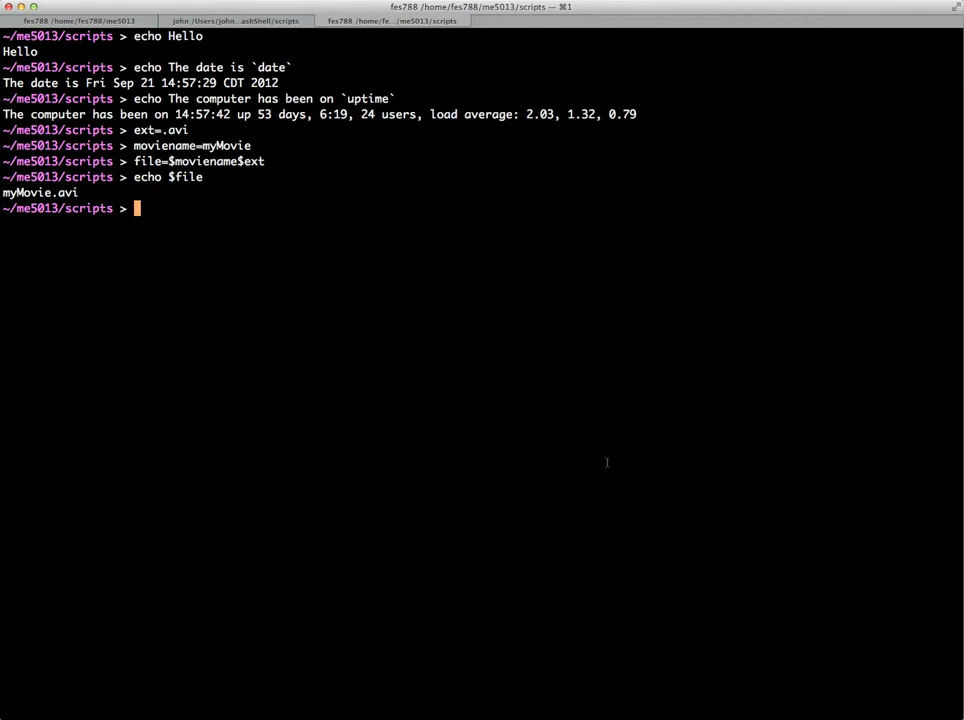 fes788 /home/fes788/me5013/scripts — ⌘1
fes788 /home/fes788/me5013
john /Users/john...ashShell/scripts
fes788 /home/fe.../me5013/scripts
~/me5013/scripts > echo Hello
Hello
~/me5013/scripts > echo The date is `date`
The date is Fri Sep 21 14:57:29 CDT 2012
~/me5013/scripts > echo The computer has been on `uptime`
The computer has been on 14:57:42 up 53 days, 6:19, 24 users, load average: 2.03, 1.32, 0.79
~/me5013/scripts > ext=.avi
~/me5013/scripts > moviename=myMovie
~/me5013/scripts > file=$moviename$ext
~/me5013/scripts > echo $file
myMovie.avi
~/me5013/scripts >